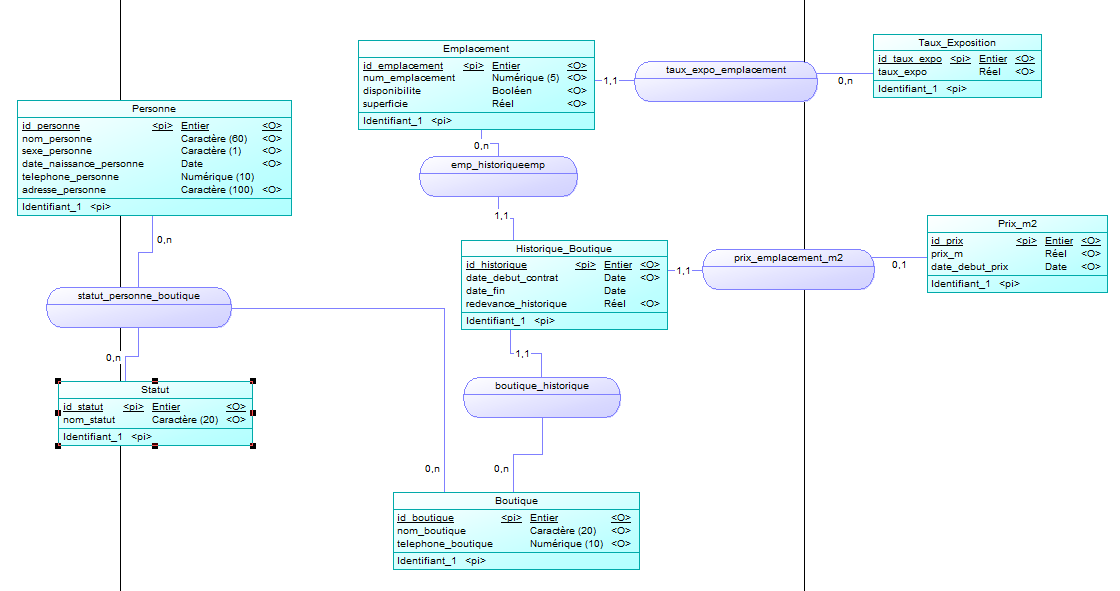 Emplacement
id_emplacement <pi> Entier <O>
num_emplacement Numérique (5) <O>
disponibilite Booléen <O>
superficie Réel <O>
Identifiant_1 <pi>
1,1
taux_expo_emplacement
0,n
Taux_Exposition
id_taux_expo <pi> Entier <O>
taux_expo Réel <O>
Identifiant_1 <pi>
Personne
id_personne <pi> Entier <O>
nom_personne Caractère (60) <O>
sexe_personne Caractère (1) <O>
date_naissance_personne Date <O>
telephone_personne Numérique (10)
adresse_personne Caractère (100) <O>
Identifiant_1 <pi>
0,n
emp_historiqueemp
1,1
0,n
Historique_Boutique
id_historique <pi> Entier <O>
date_debut_contrat Date <O>
date_fin Date
redevance_historique Réel <O>
Identifiant_1 <pi>
1,1
prix_emplacement_m2
0,1
Prix_m2
id_prix <pi> Entier <O>
prix_m Réel <O>
date_debut_prix Date <O>
Identifiant_1 <pi>
statut_personne_boutique
0,n
1,1
boutique_historique
Statut
id_statut <pi> Entier <O>
nom_statut Caractère (20) <O>
Identifiant_1 <pi>
0,n
0,n
Boutique
id_boutique <pi> Entier <O>
nom_boutique Caractère (20) <O>
telephone_boutique Numérique (10) <O>
Identifiant_1 <pi>